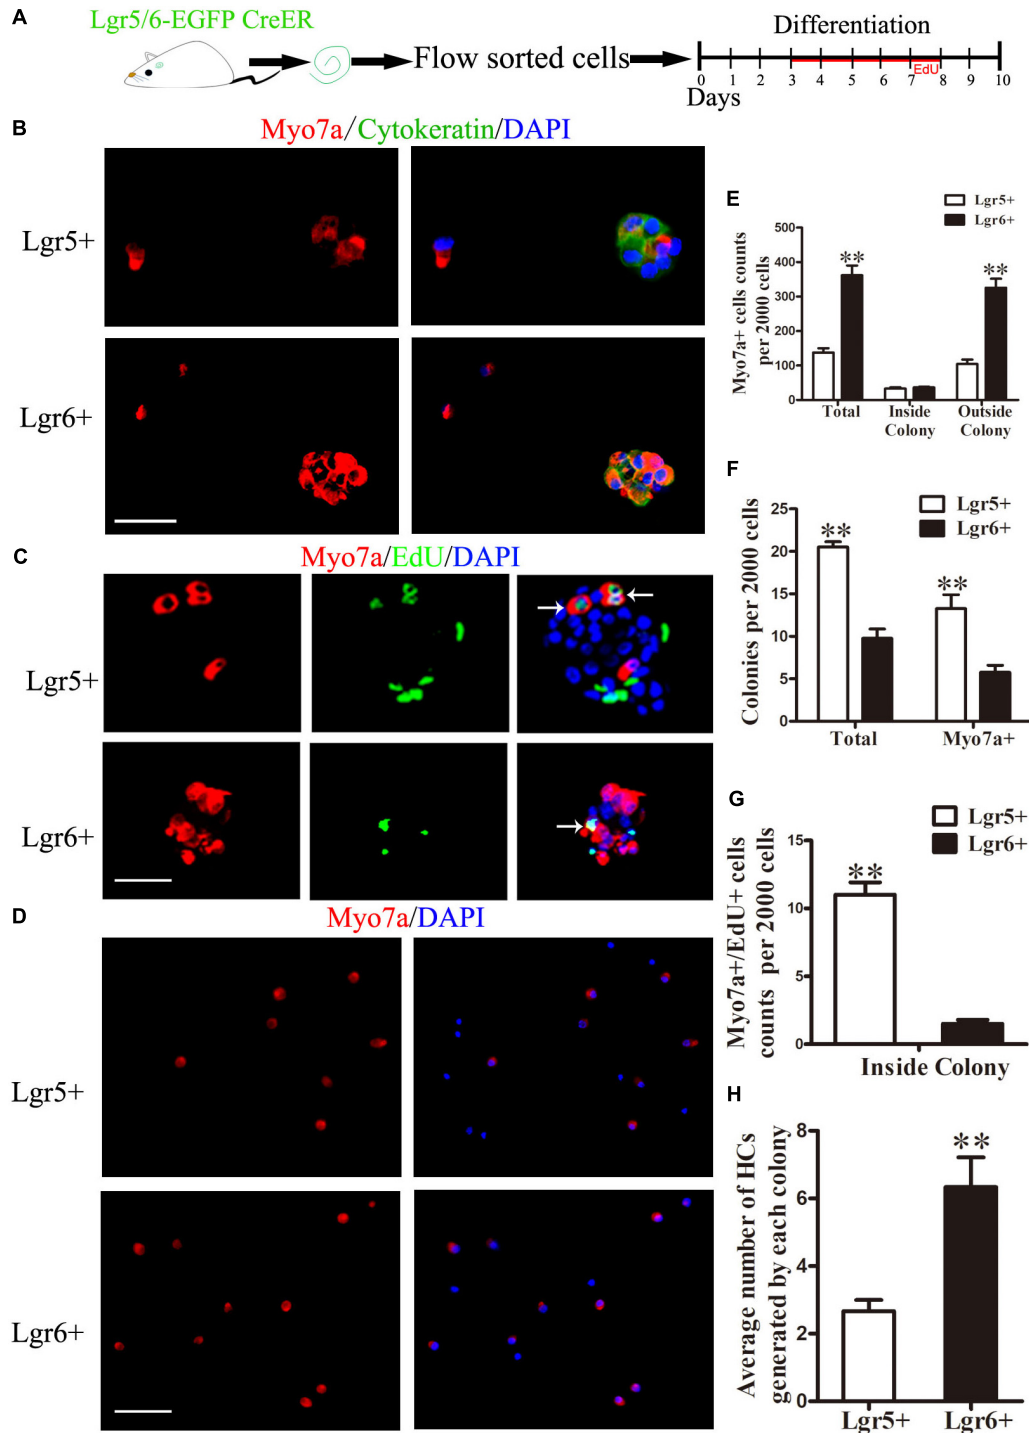 A
Lgr5/6-EGFP CreER
Flow sorted cells
Differentiation
0 1 2 3 4 5 6 7 8 9 10
EdU
Days
B
Myo7a/Cytokeratin/DAPI
Lgr5+
Lgr6+
C
Myo7a/EdU/DAPI
Lgr5+
Lgr6+
D
Myo7a/DAPI
Lgr5+
Lgr6+
E
Lgr5+
Lgr6+
Myo7a+ cells counts
per 2000 cells
500
400
300
200
100
0
**
**
Total
Inside
Colony
Outside
Colony
F
Lgr5+
Lgr6+
Colonies per 2000 cells
25
20
15
10
5
0
**
**
Total
Myo7a+
G
Lgr5+
Lgr6+
Myo7a+/EdU+ cells
counts per 2000 cells
15
10
5
0
**
Inside Colony
H
Average number of HCs
generated by each colony
8
6
4
2
0
**
Lgr5+
Lgr6+